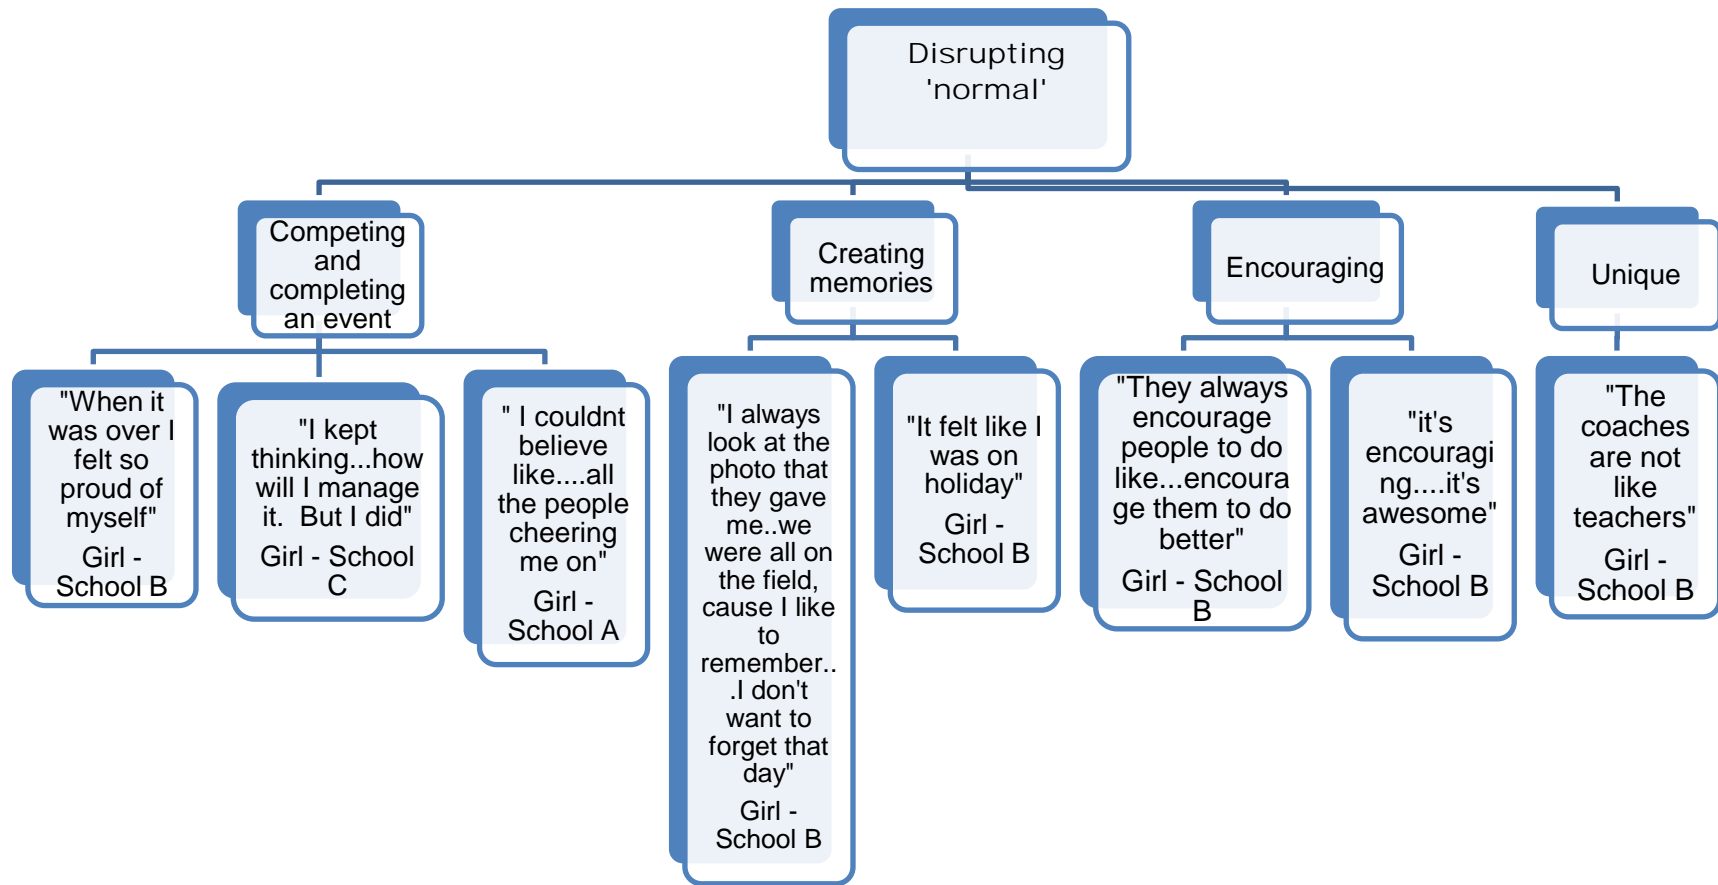 Disrupting
'normal'
Competing
and
completing
an event
Creating
memories
Encouraging
Unique
"When it
was over I
felt so
proud of
myself"
Girl -
School B
"I kept
thinking...how
will I manage
it.  But I did"
Girl - School
C
" I couldnt
believe
like....all
the people
cheering
me on"
Girl -
School A
"I always
look at the
photo that
they gave
me..we
were all on
the field,
cause I like
to
remember..
.I don't
want to
forget that
day"
Girl -
School B
"It felt like I
was on
holiday"
Girl -
School B
"They always
encourage
people to do
like...encoura
ge them to do
better"
Girl - School
B
"it's
encouragi
ng....it's
awesome"
Girl -
School B
"The
coaches
are not
like
teachers"
Girl -
School B